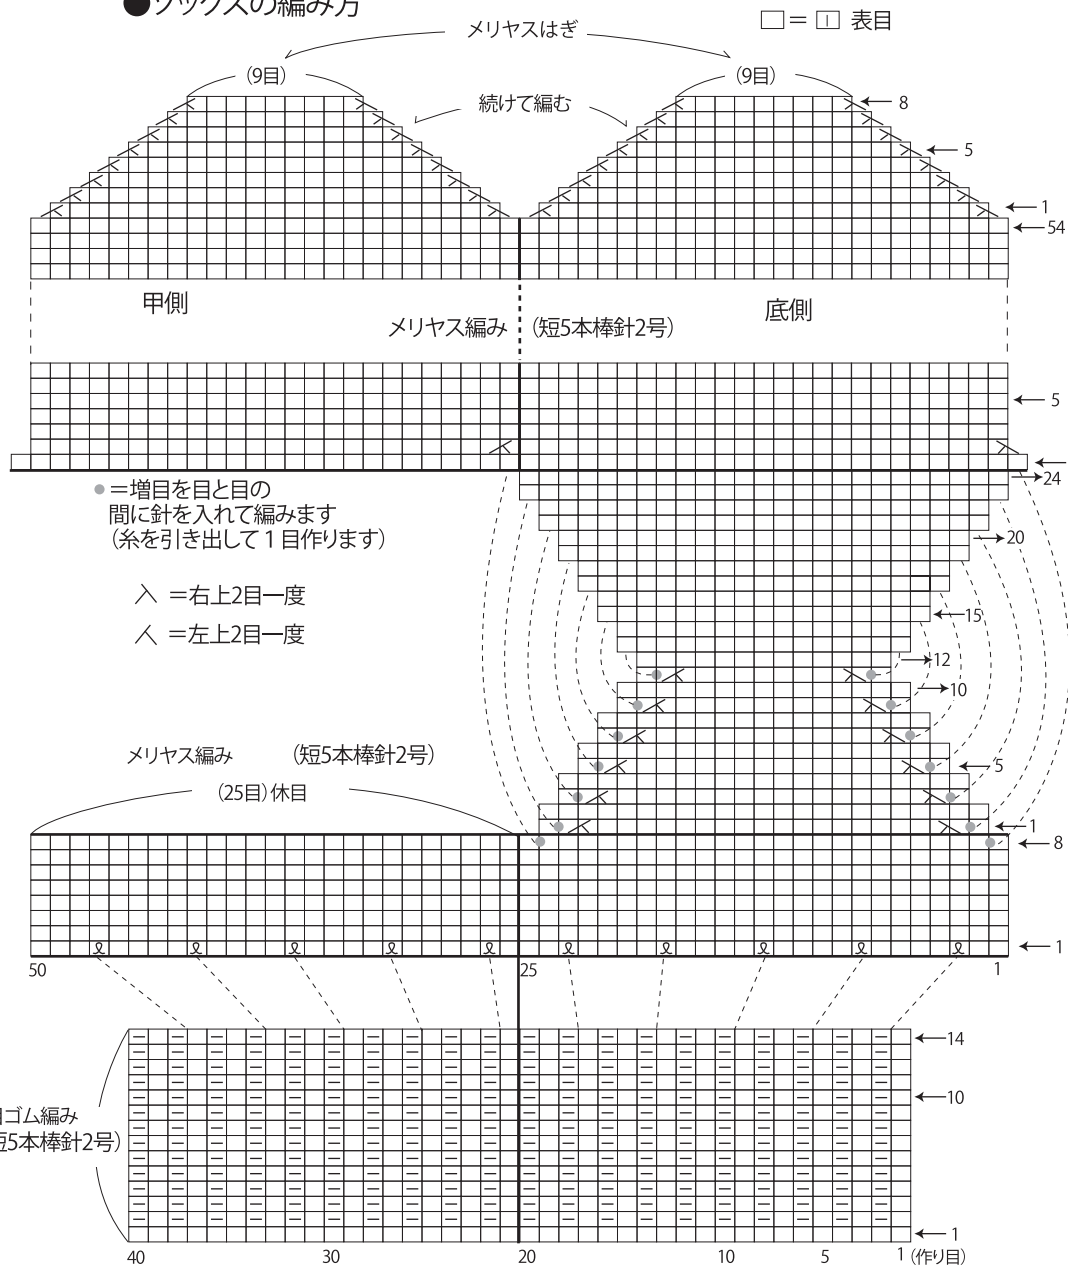 ●ソックスの編み方
□=□ 表目
メリヤスはぎ
(9目)
(9目)
続けて編む
8
5
1
54
甲側
底側
メリヤス編み
(短5本棒針2号)
5
24
●=増目を目と目の
間に針を入れて編みます
(糸を引き出して1目作ります)
20
=右上2目一度
15
=左上2目一度
12
10
メリヤス編み
(短5本棒針2号)
5
(25目)休目
1
8
1
50
25
1
14
10
ゴム編み
5本棒針2号)
1
40
30
20
10
5
1
(作り目)